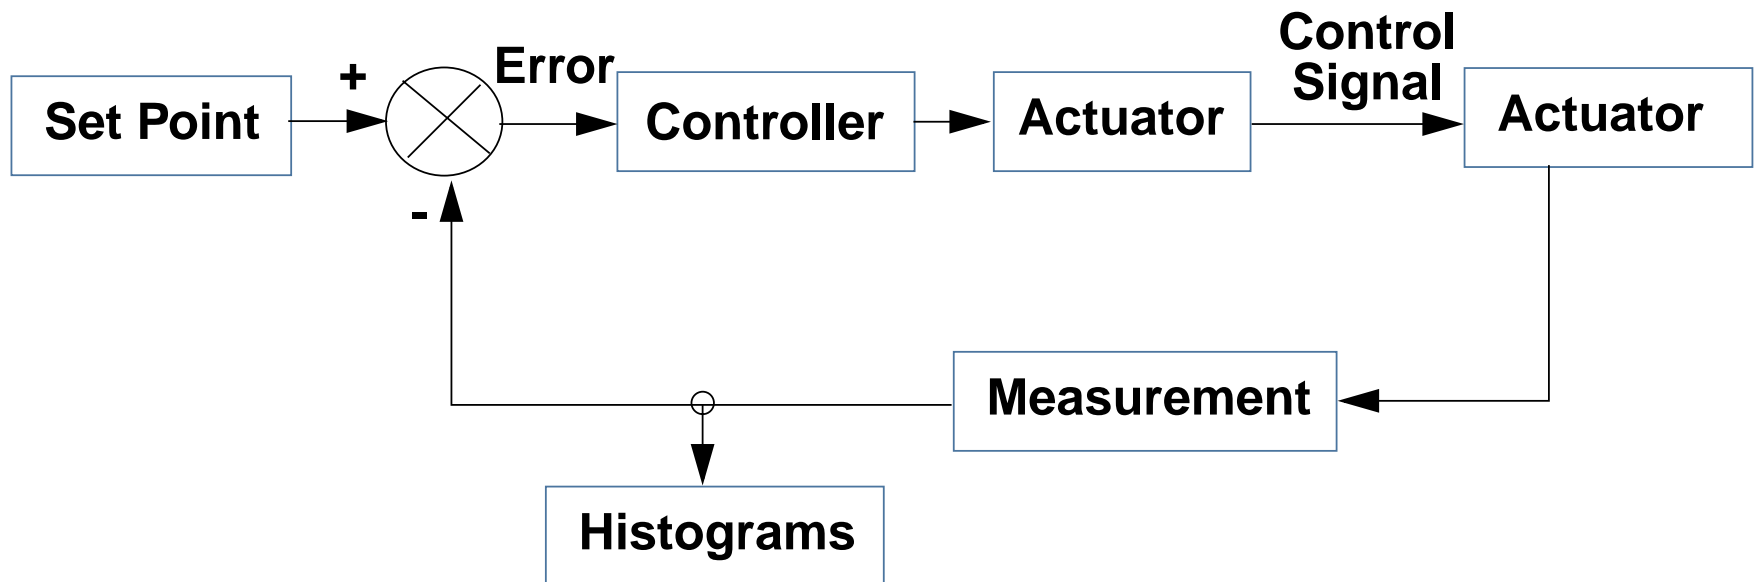 Set Point
+
-
Error
Controller
Actuator
Control
Signal
Actuator
Measurement
Histograms